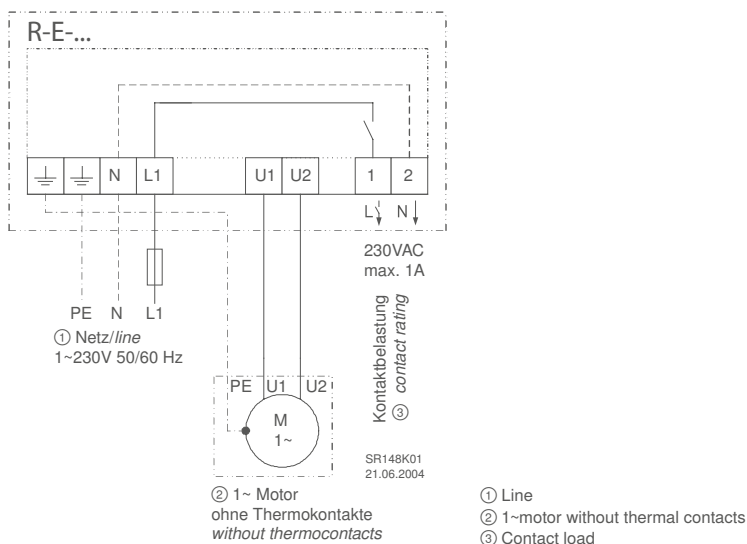 R-E-...
N L1 U1 U2 1 2
L N
230VAC
max. 1A
PE N L1
① Netz/line
1~230V 50/60 Hz
Kontaktbelastung
③ contact rating
PE U1 U2
M
1~
SR148K01
21.06.2004
② 1~ Motor
ohne Thermokontakte
without thermocontacts
① Line
② 1~motor without thermal contacts
③ Contact load